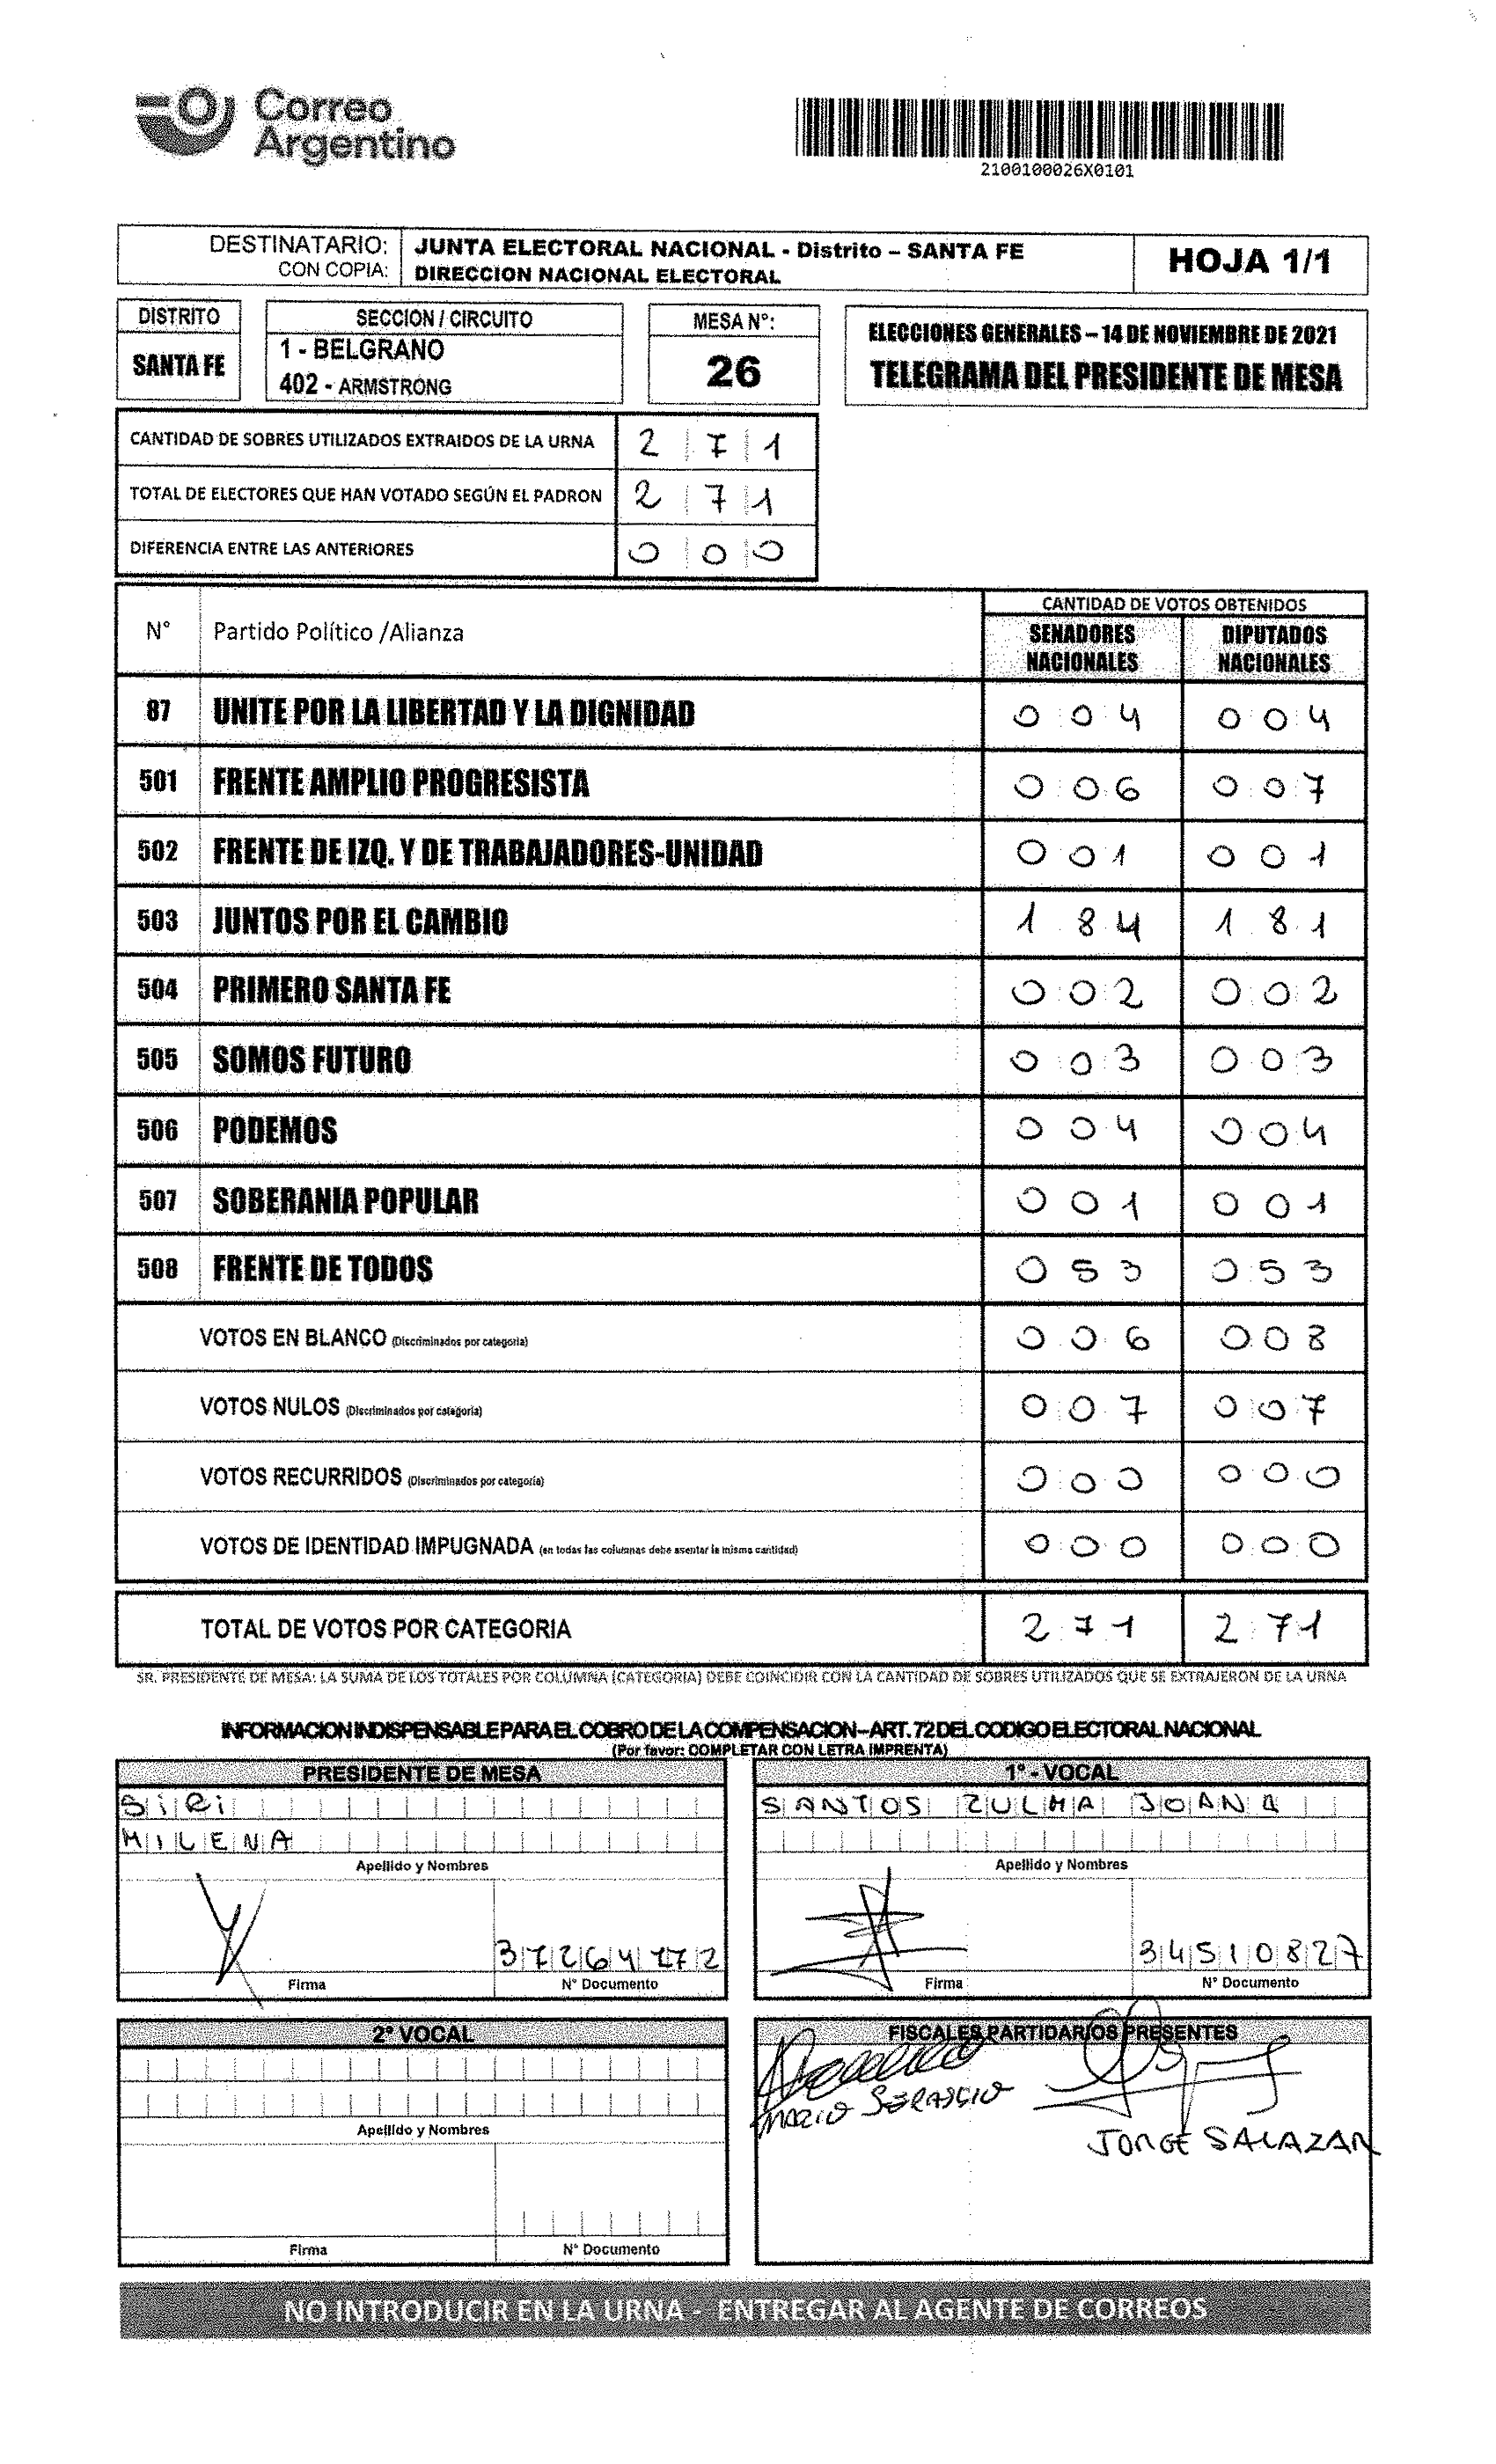 Correo
Argentino
2100100026X0101
DESTINATARIO: JUNTA ELECTORAL NACIONAL - Distrito – SANTA FE
CON COPIA: DIRECCION NACIONAL ELECTORAL
HOJA 1/1
DISTRITO
SANTA FE
SECCION / CIRCUITO
1 - BELGRANO
402 - ARMSTRONG
MESA N°:
26
ELECCIONES GENERALES – 14 DE NOVIEMBRE DE 2021
TELEGRAMA DEL PRESIDENTE DE MESA
CANTIDAD DE SOBRES UTILIZADOS EXTRAIDOS DE LA URNA 2 7 1
TOTAL DE ELECTORES QUE HAN VOTADO SEGÚN EL PADRON 2 7 1
DIFERENCIA ENTRE LAS ANTERIORES 0 0 0
N° Partido Político /Alianza
CANTIDAD DE VOTOS OBTENIDOS
SENADORES NACIONALES
DIPUTADOS NACIONALES
87 UNITE POR LA LIBERTAD Y LA DIGNIDAD 0 0 4 0 0 4
501 FRENTE AMPLIO PROGRESISTA 0 0 6 0 0 7
502 FRENTE DE IZQ. Y DE TRABAJADORES-UNIDAD 0 0 1 0 0 1
503 JUNTOS POR EL CAMBIO 1 8 4 1 8 1
504 PRIMERO SANTA FE 0 0 2 0 0 2
505 SOMOS FUTURO 0 0 3 0 0 3
506 PODEMOS 0 0 4 0 0 4
507 SOBERANIA POPULAR 0 0 1 0 0 1
508 FRENTE DE TODOS 0 5 3 0 5 3
VOTOS EN BLANCO (Discriminados por categoria) 0 0 6 0 0 8
VOTOS NULOS (Discriminados por categoria) 0 0 7 0 0 7
VOTOS RECURRIDOS (Discriminados por categoria) 0 0 0 0 0 0
VOTOS DE IDENTIDAD IMPUGNADA (en todas las columnas debe asentar la misma cantidad) 0 0 0 0 0 0
TOTAL DE VOTOS POR CATEGORIA 2 7 1 2 7 1
SR. PRESIDENTE DE MESA: LA SUMA DE LOS TOTALES POR COLUMNA (CATEGORIA) DEBE COINCIDIR CON LA CANTIDAD DE SOBRES UTILIZADOS QUE SE EXTRAJERON DE LA URNA
INFORMACION INDISPENSABLE PARA EL COBRO DE LA COMPENSACION – ART. 72 DEL CODIGO ELECTORAL NACIONAL
(Por favor: COMPLETAR CON LETRA IMPRENTA)
PRESIDENTE DE MESA
SiRi
MILENA
Apellido y Nombres
Firma N° Documento
1° - VOCAL
SANTOS ZULMA JOANA
Apellido y Nombres
34510827
Firma N° Documento
2° VOCAL
Apellido y Nombres
Firma N° Documento
FISCALES PARTIDARIOS PRESENTES
MARIO
JORGE SALAZAR
NO INTRODUCIR EN LA URNA - ENTREGAR AL AGENTE DE CORREOS